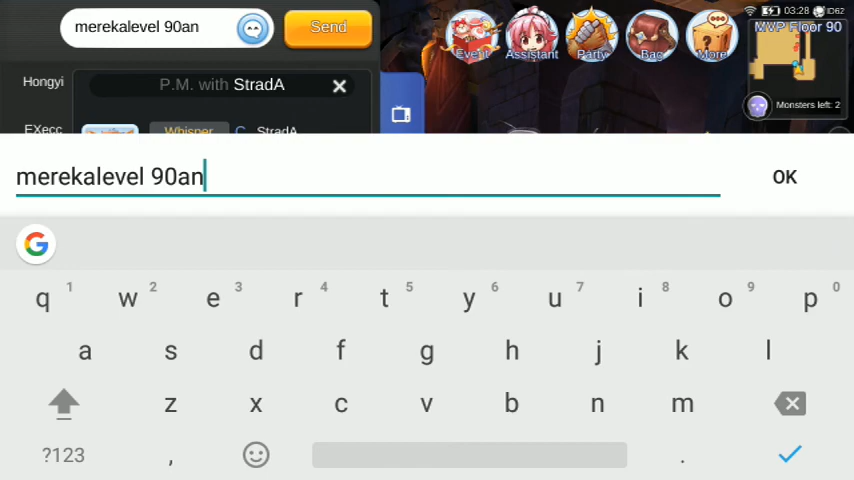 merekalevel 90an
Send
Event
Assistant
Party
Bag
More
03:28
ID62
MVP Floor 90
Hongyi
P.M. with StradA
Monsters left: 2
EXecc
Whisper
C
StradA
merekalevel 90an
OK
G
q 1 w 2 e 3 r 4 t 5 y 6 u 7 i 8 o 9 p 0
a s d f g h j k l
z x c v b n m
?123 , .